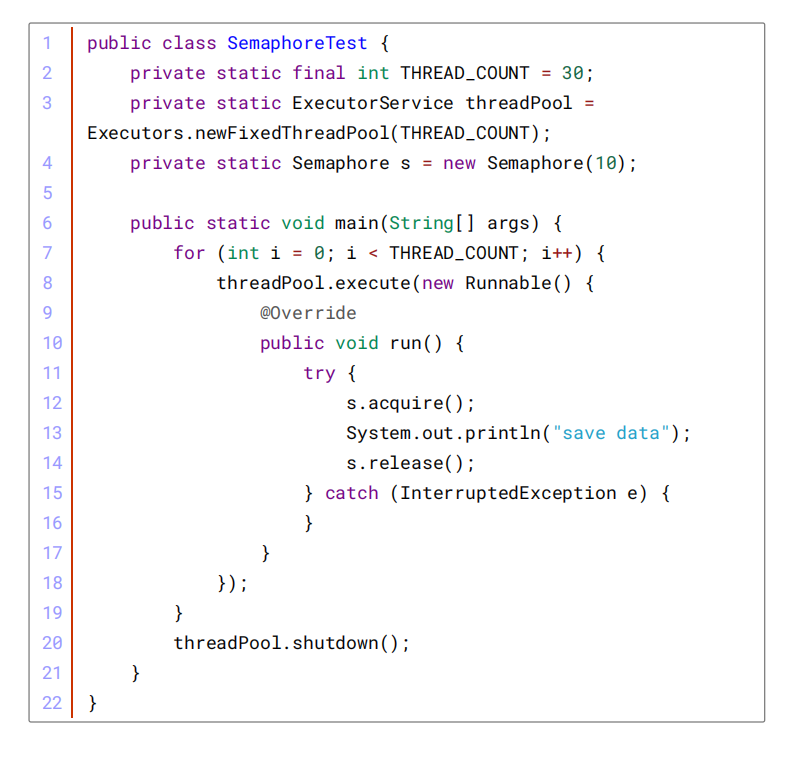 1 public class SemaphoreTest {
2     private static final int THREAD_COUNT = 30;
3     private static ExecutorService threadPool =
Executors.newFixedThreadPool(THREAD_COUNT);
4     private static Semaphore s = new Semaphore(10);
5
6     public static void main(String[] args) {
7         for (int i = 0; i < THREAD_COUNT; i++) {
8             threadPool.execute(new Runnable() {
9                 @Override
10                 public void run() {
11                     try {
12                         s.acquire();
13                         System.out.println("save data");
14                         s.release();
15                     } catch (InterruptedException e) {
16                     }
17                 }
18             });
19         }
20         threadPool.shutdown();
21     }
22 }